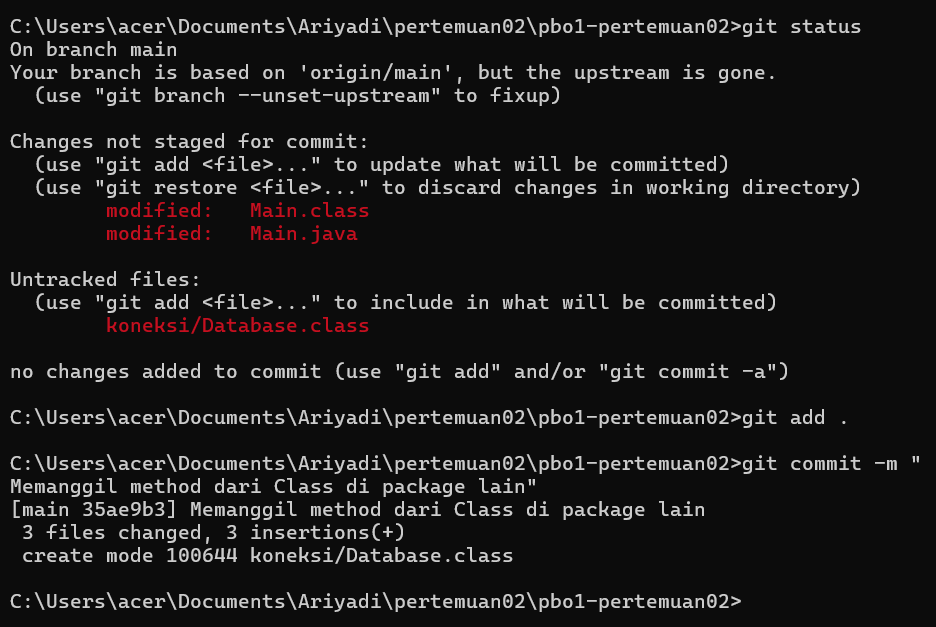 C:\Users\acer\Documents\Ariyadi\pertemuan02\pbo1-pertemuan02>git status
On branch main
Your branch is based on 'origin/main', but the upstream is gone.
  (use "git branch --unset-upstream" to fixup)

Changes not staged for commit:
  (use "git add <file>..." to update what will be committed)
  (use "git restore <file>..." to discard changes in working directory)
        modified:   Main.class
        modified:   Main.java

Untracked files:
  (use "git add <file>..." to include in what will be committed)
        koneksi/Database.class

no changes added to commit (use "git add" and/or "git commit -a")

C:\Users\acer\Documents\Ariyadi\pertemuan02\pbo1-pertemuan02>git add .

C:\Users\acer\Documents\Ariyadi\pertemuan02\pbo1-pertemuan02>git commit -m "
Memanggil method dari Class di package lain"
[main 35ae9b3] Memanggil method dari Class di package lain
 3 files changed, 3 insertions(+)
 create mode 100644 koneksi/Database.class

C:\Users\acer\Documents\Ariyadi\pertemuan02\pbo1-pertemuan02>